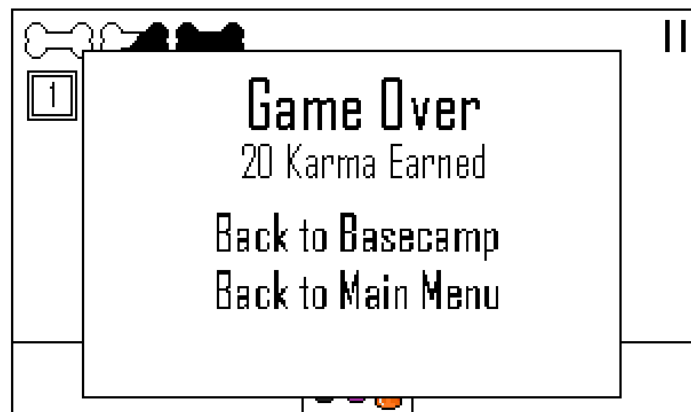 1
Game Over
20 Karma Earned
Back to Basecamp
Back to Main Menu